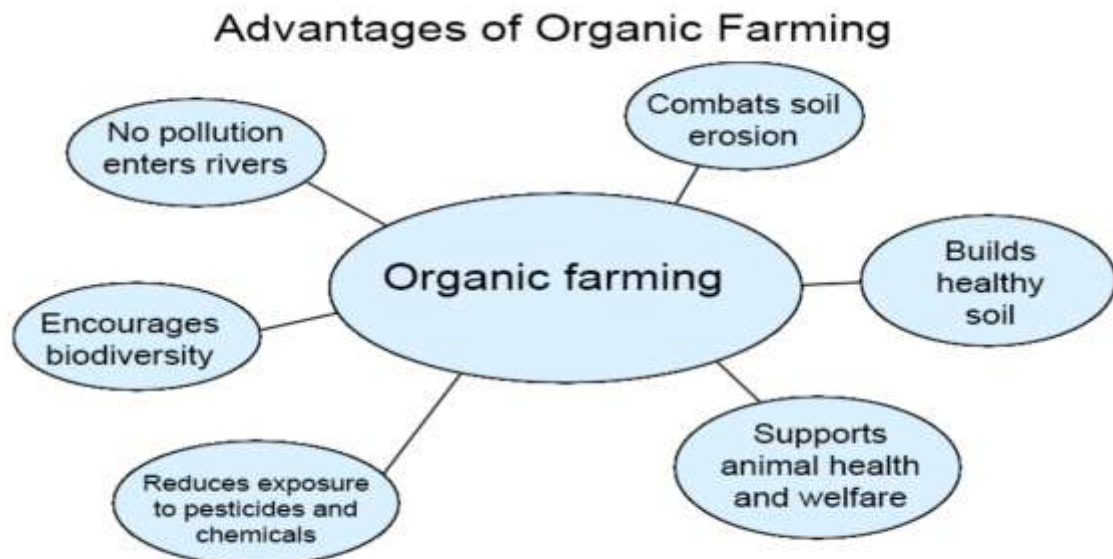 Advantages of Organic Farming
No pollution
enters rivers
Combats soil
erosion
Organic farming
Builds
healthy
soil
Encourages
biodiversity
Supports
animal health
and welfare
Reduces exposure
to pesticides and
chemicals